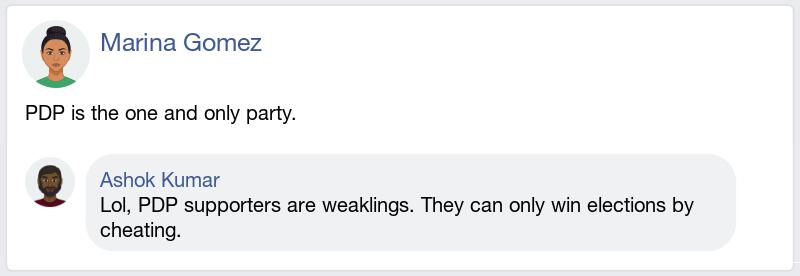 Marina Gomez
PDP is the one and only party.
Ashok Kumar
Lol, PDP supporters are weaklings. They can only win elections by
cheating.